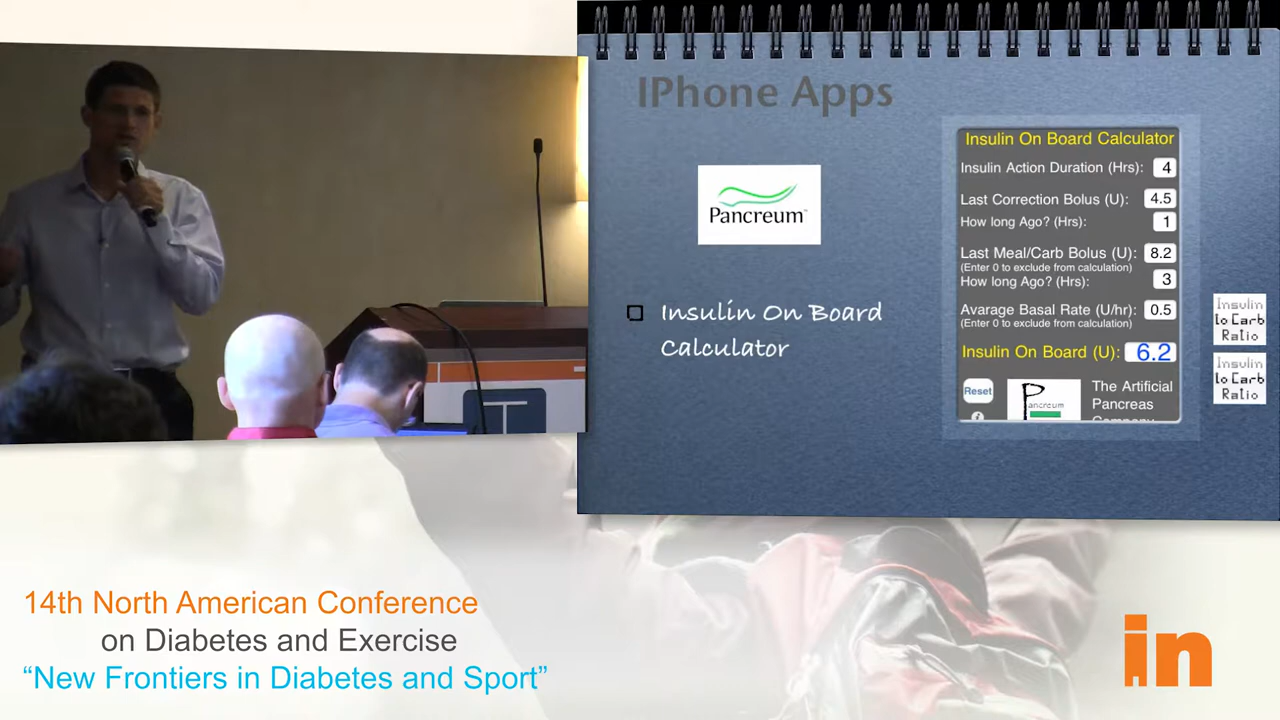 IPhone Apps
Pancreum™
Insulin On Board
Calculator
Insulin On Board Calculator
Insulin Action Duration (Hrs): 4
Last Correction Bolus (U): 4.5
How long Ago? (Hrs): 1
Last Meal/Carb Bolus (U): 8.2
(Enter 0 to exclude from calculation)
How long Ago? (Hrs): 3
Avarage Basal Rate (U/hr): 0.5
(Enter 0 to exclude from calculation)
Insulin On Board (U): 6.2
Reset
Pancreum
The Artificial
Pancreas
Company
Insulin
to Carb
Ratio
Insulin
to Carb
Ratio
14th North American Conference
on Diabetes and Exercise
“New Frontiers in Diabetes and Sport”
in